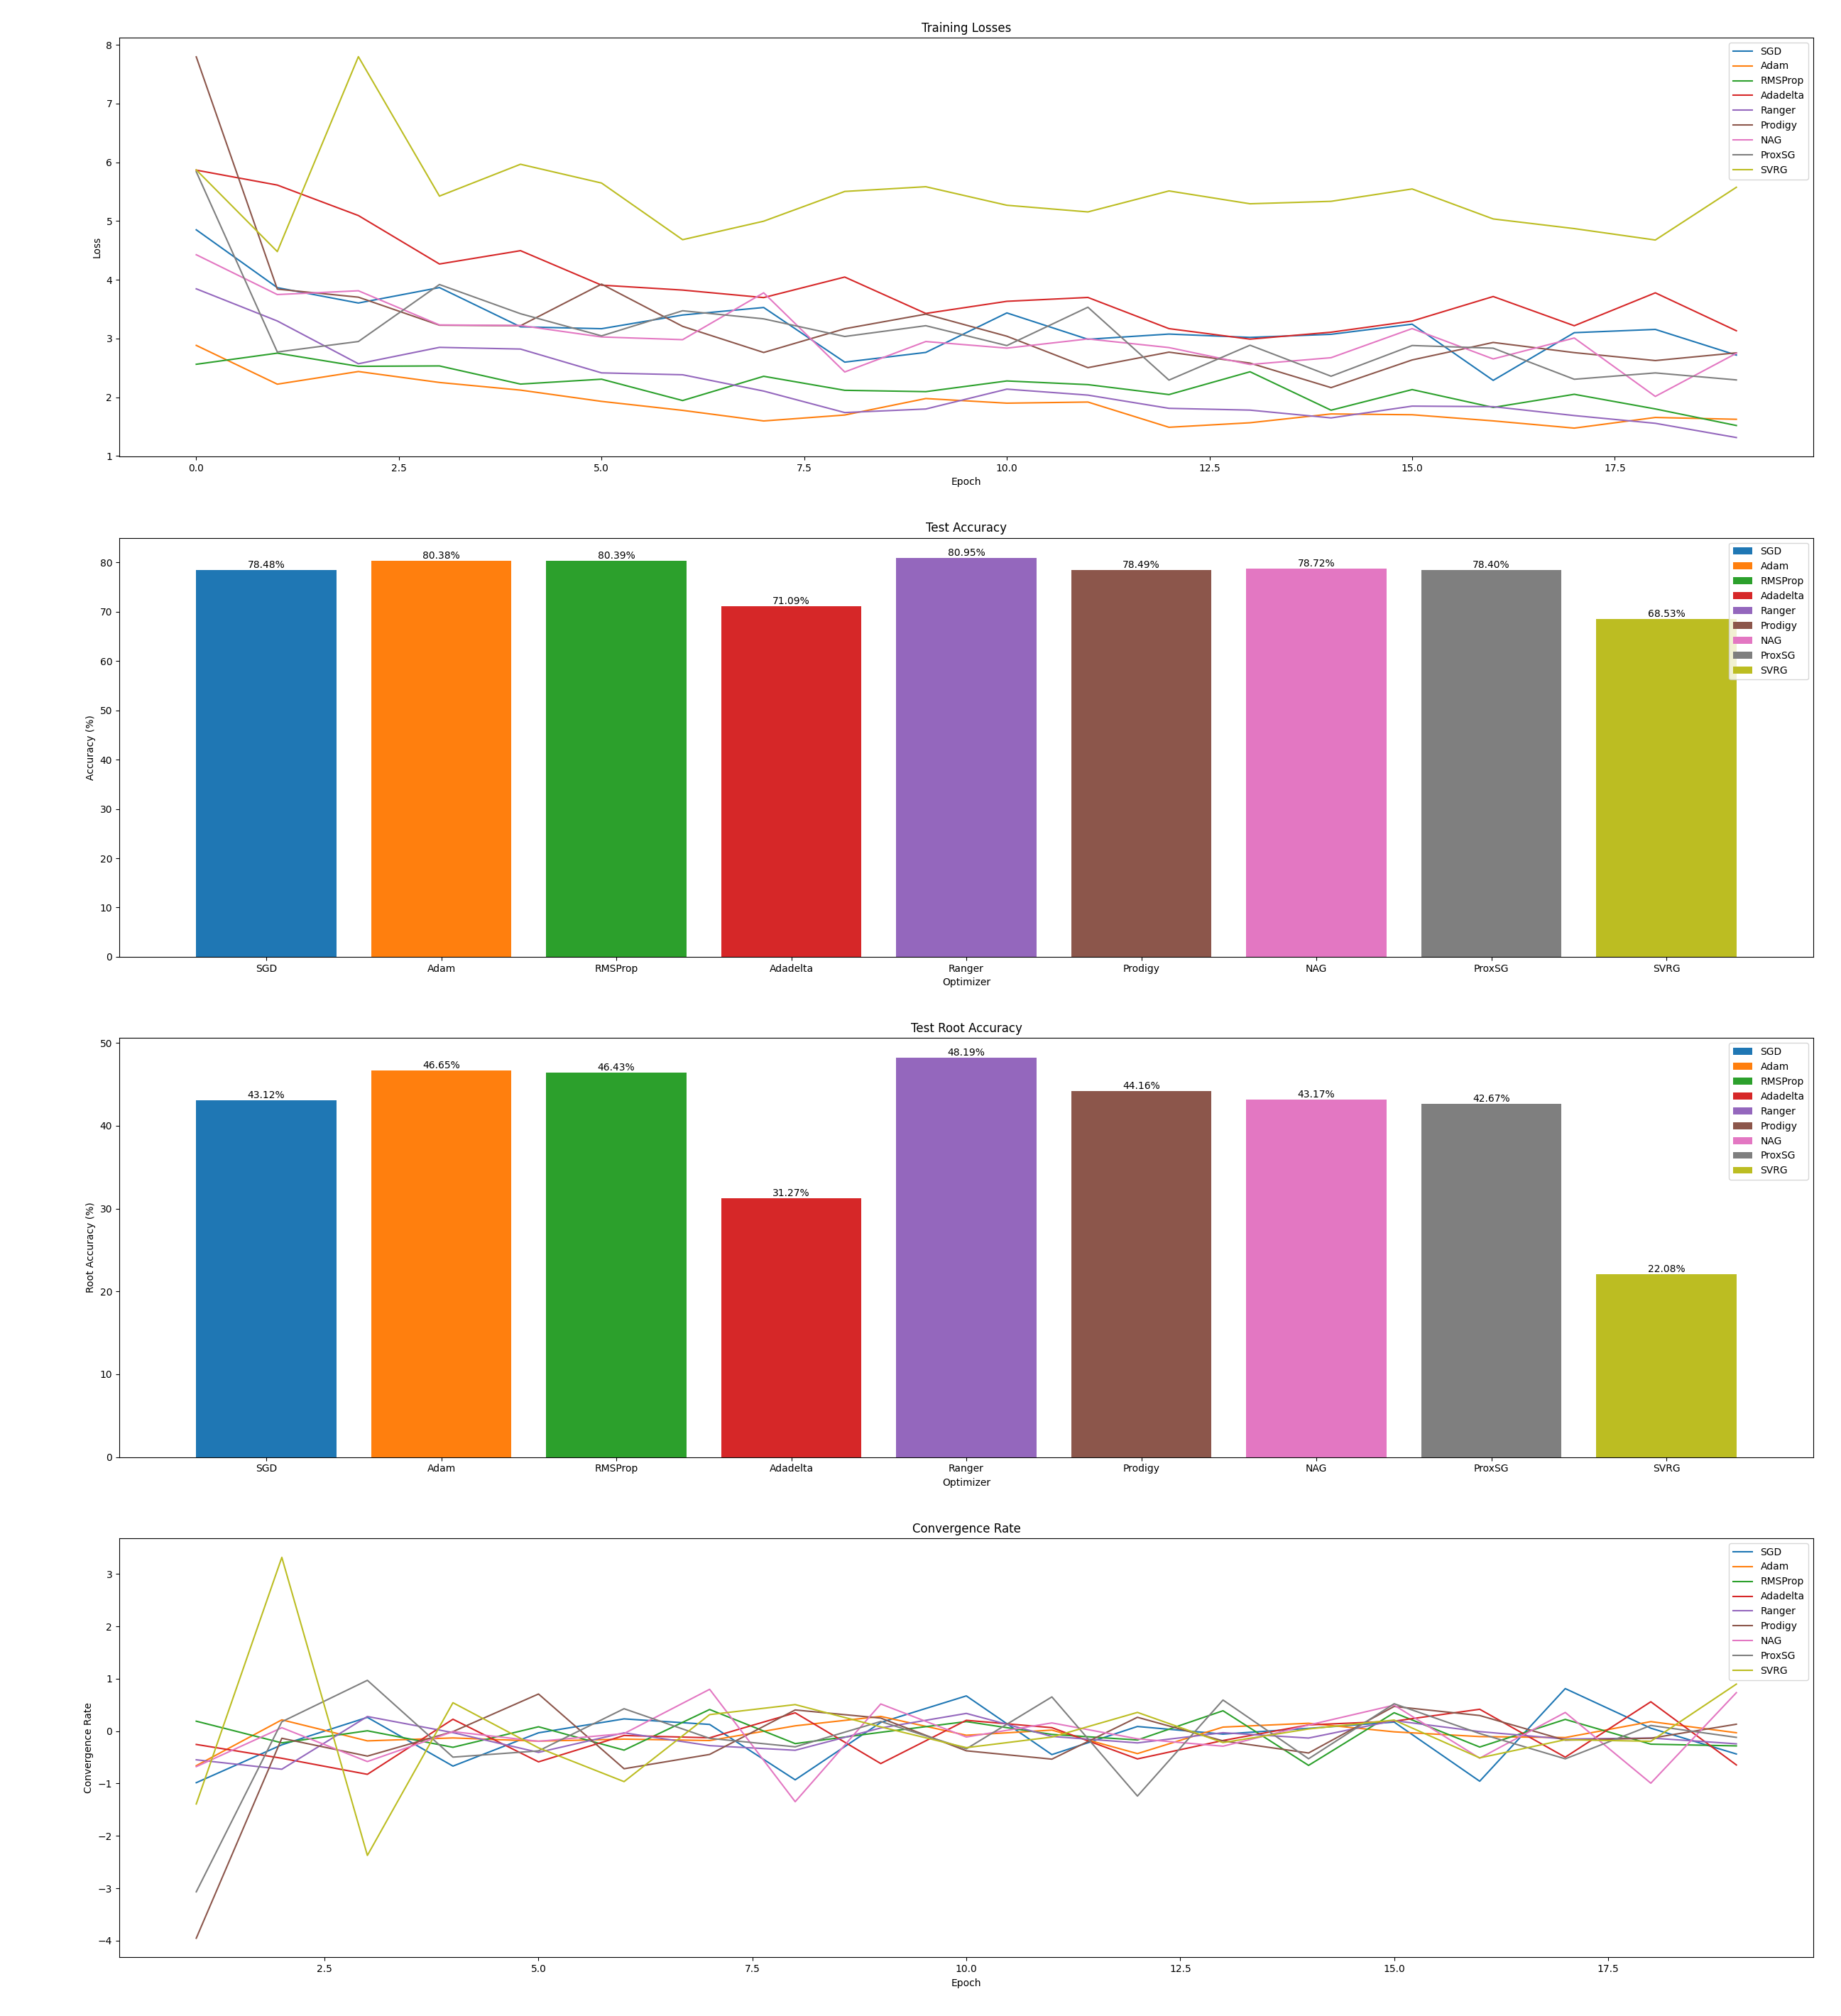 Training Losses
8
7
6
5
4
3
2
1
Loss
0.0 2.5 5.0 7.5 10.0 12.5 15.0 17.5
Epoch
SGD
Adam
RMSProp
Adadelta
Ranger
Prodigy
NAG
ProxSG
SVRG
Test Accuracy
80
70
60
50
40
30
20
10
0
Accuracy (%)
78.48% 80.38% 80.39% 71.09% 80.95% 78.49% 78.72% 78.40% 68.53%
SGD Adam RMSProp Adadelta Ranger Prodigy NAG ProxSG SVRG
Optimizer
SGD
Adam
RMSProp
Adadelta
Ranger
Prodigy
NAG
ProxSG
SVRG
Test Root Accuracy
50
40
30
20
10
0
Root Accuracy (%)
43.12% 46.65% 46.43% 31.27% 48.19% 44.16% 43.17% 42.67% 22.08%
SGD Adam RMSProp Adadelta Ranger Prodigy NAG ProxSG SVRG
Optimizer
SGD
Adam
RMSProp
Adadelta
Ranger
Prodigy
NAG
ProxSG
SVRG
Convergence Rate
3
2
1
0
−1
−2
−3
−4
Convergence Rate
2.5 5.0 7.5 10.0 12.5 15.0 17.5
Epoch
SGD
Adam
RMSProp
Adadelta
Ranger
Prodigy
NAG
ProxSG
SVRG